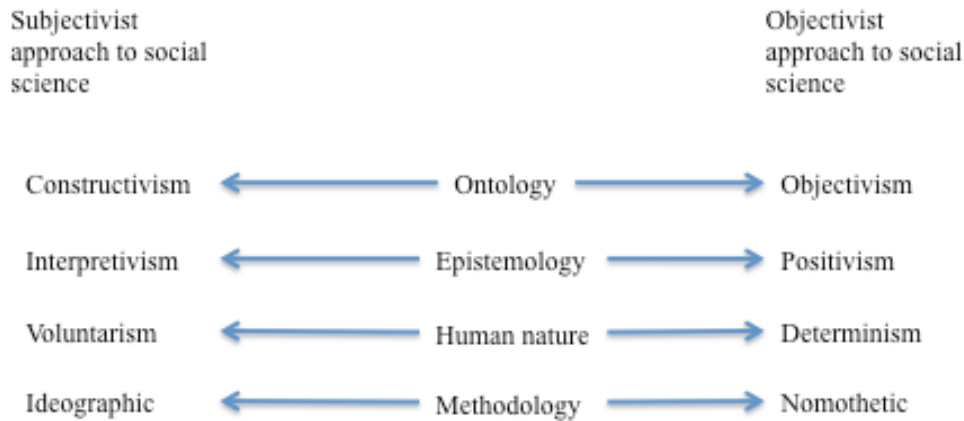 Subjectivist
approach to social
science
Objectivist
approach to social
science
Constructivism Ontology Objectivism
Interpretivism Epistemology Positivism
Voluntarism Human nature Determinism
Ideographic Methodology Nomothetic